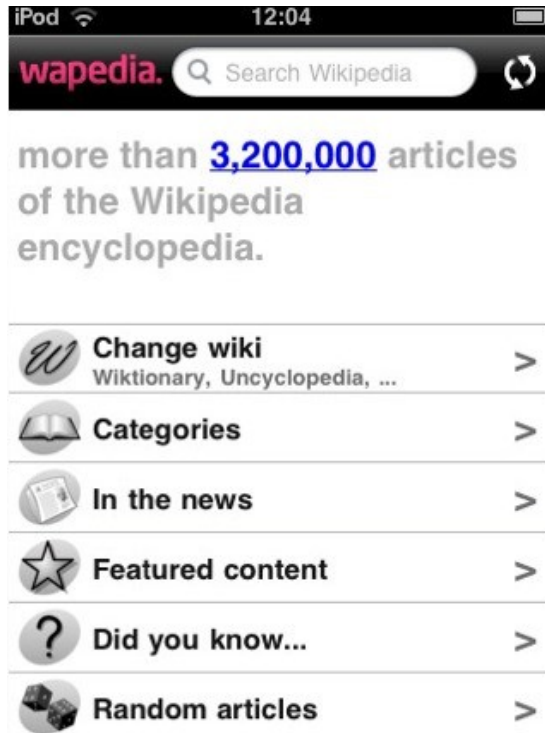 iPod 12:04
wapedia. Search Wikipedia
more than 3,200,000 articles
of the Wikipedia
encyclopedia.
Change wiki >
Wiktionary, Uncyclopedia, ...
Categories >
In the news >
Featured content >
Did you know... >
Random articles >